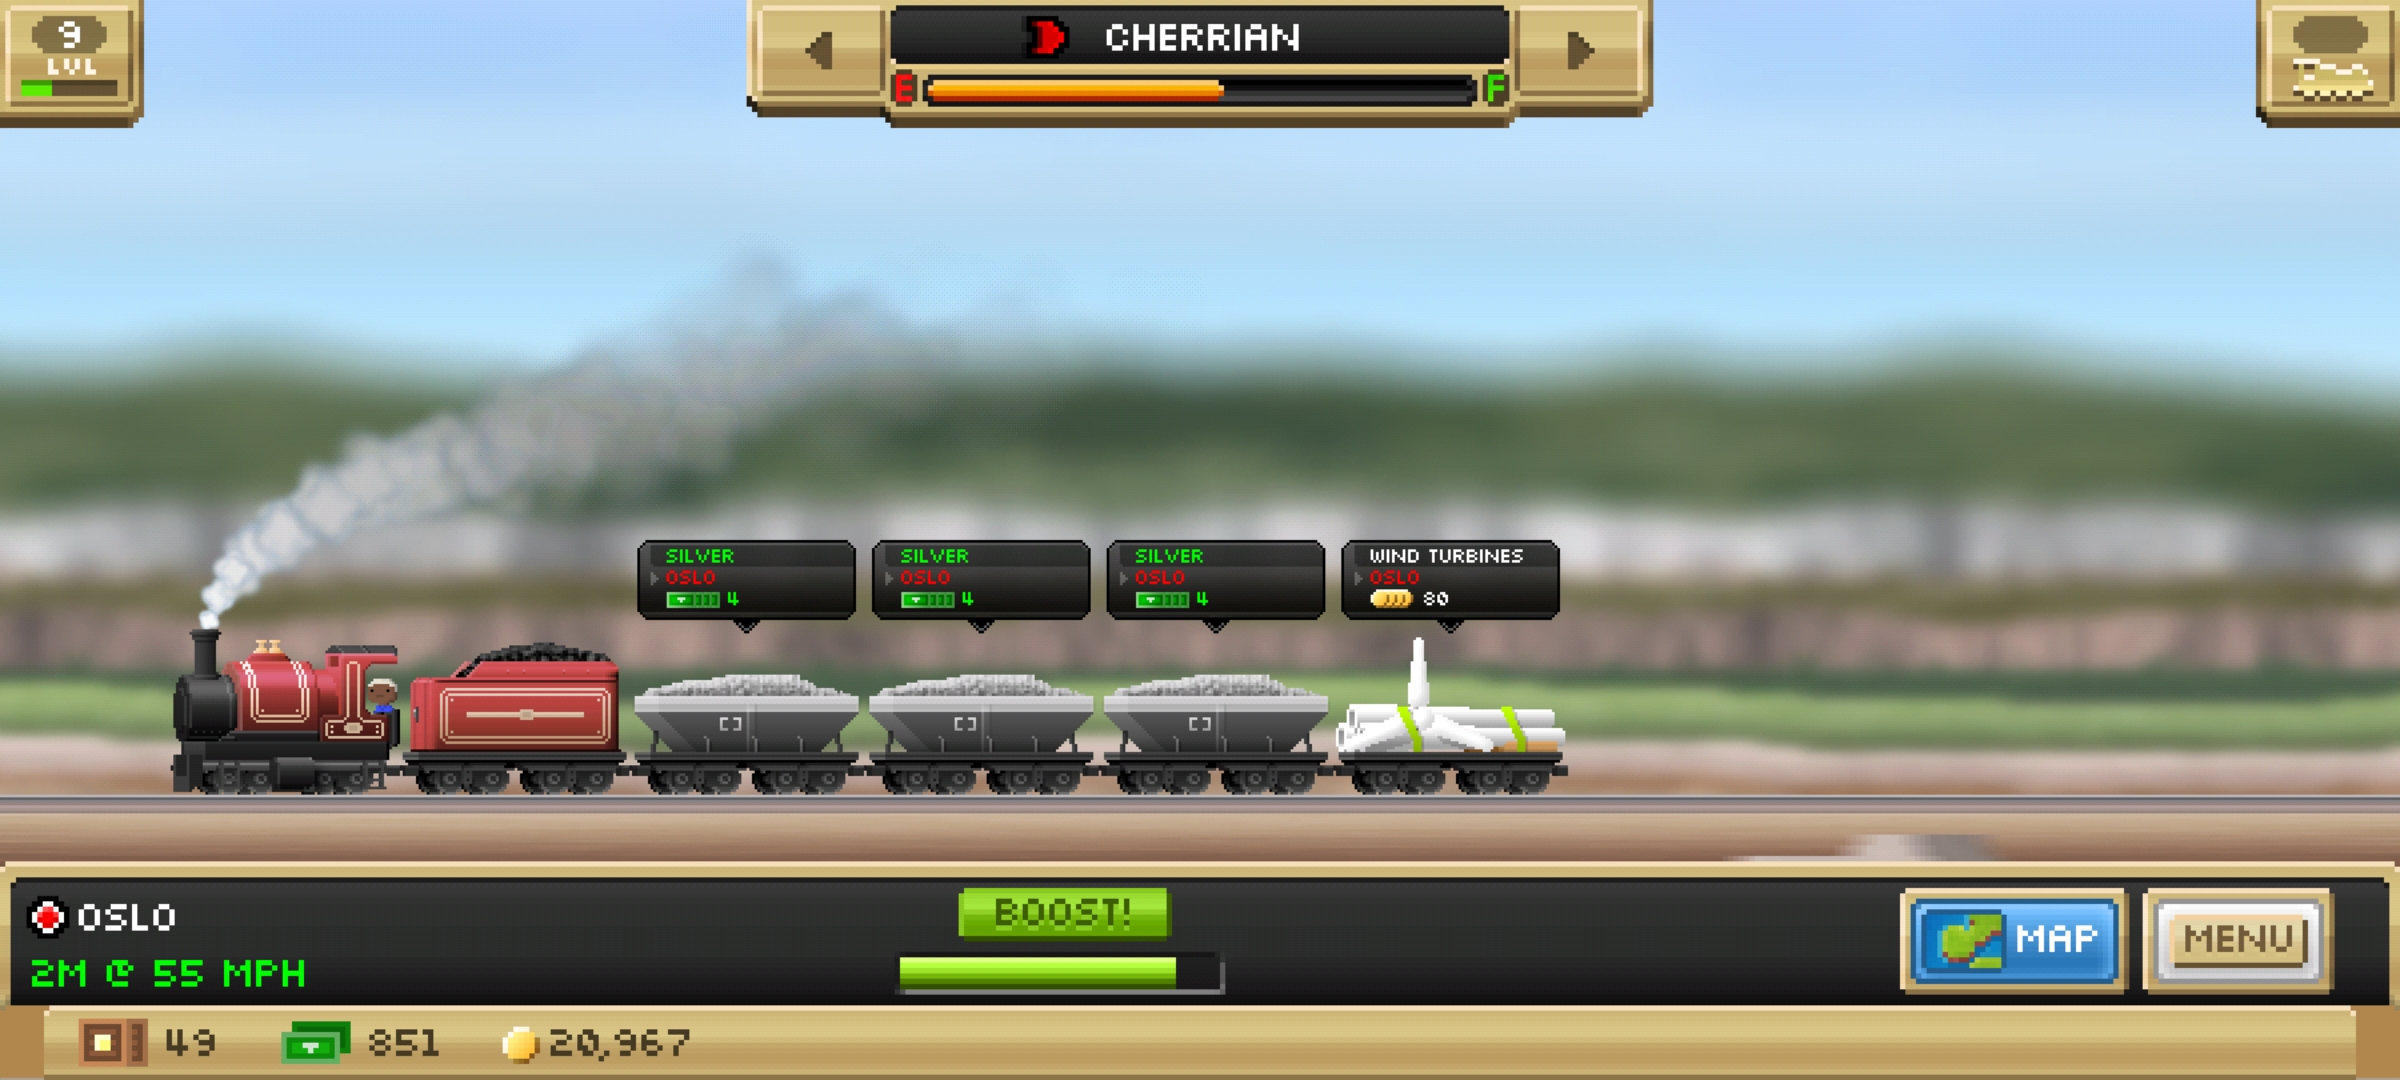 9
LVL
CHERRIAN
E F
SILVER
OSLO
4
SILVER
OSLO
4
SILVER
OSLO
4
WIND TURBINES
OSLO
80
OSLO
2M @ 55 MPH
BOOST!
MAP
MENU
49
851
20,967